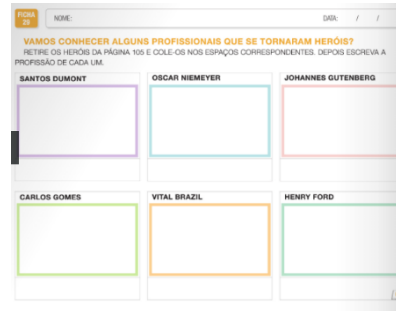 FICHA
29
NOME:
DATA: / /
VAMOS CONHECER ALGUNS PROFISSIONAIS QUE SE TORNARAM HERÓIS?
RETIRE OS HERÓIS DA PÁGINA 105 E COLE-OS NOS ESPAÇOS CORRESPONDENTES. DEPOIS ESCREVA A
PROFISSÃO DE CADA UM.
SANTOS DUMONT
OSCAR NIEMEYER
JOHANNES GUTENBERG
CARLOS GOMES
VITAL BRAZIL
HENRY FORD